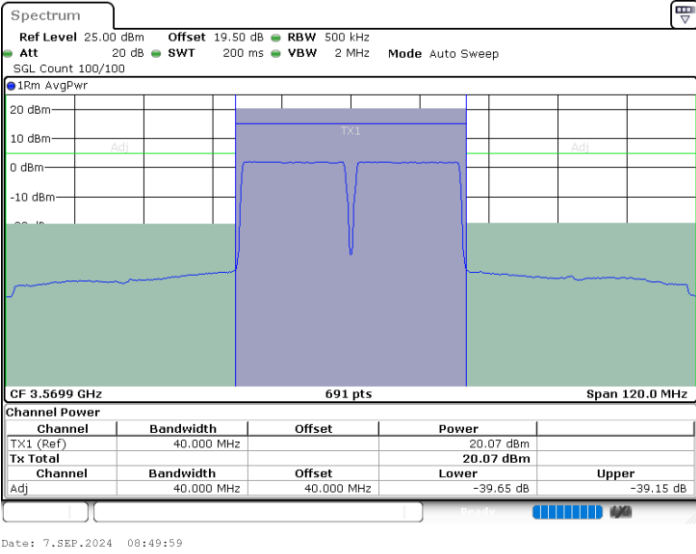 Spectrum
Ref Level 25.00 dBm Offset 19.50 dB RBW 500 kHz
Att 20 dB SWT 200 ms VBW 2 MHz Mode Auto Sweep
SGL Count 100/100
1Rm AvgPwr
20 dBm
TX1
10 dBm
Adj Adj
0 dBm
-10 dBm
CF 3.5699 GHz 691 pts Span 120.0 MHz
Channel Power
Channel Bandwidth Offset Power
TX1 (Ref) 40.000 MHz 20.07 dBm
Tx Total 20.07 dBm
Channel Bandwidth Offset Lower Upper
Adj 40.000 MHz 40.000 MHz -39.65 dB -39.15 dB
Ready
Date: 7.SEP.2024 08:49:59